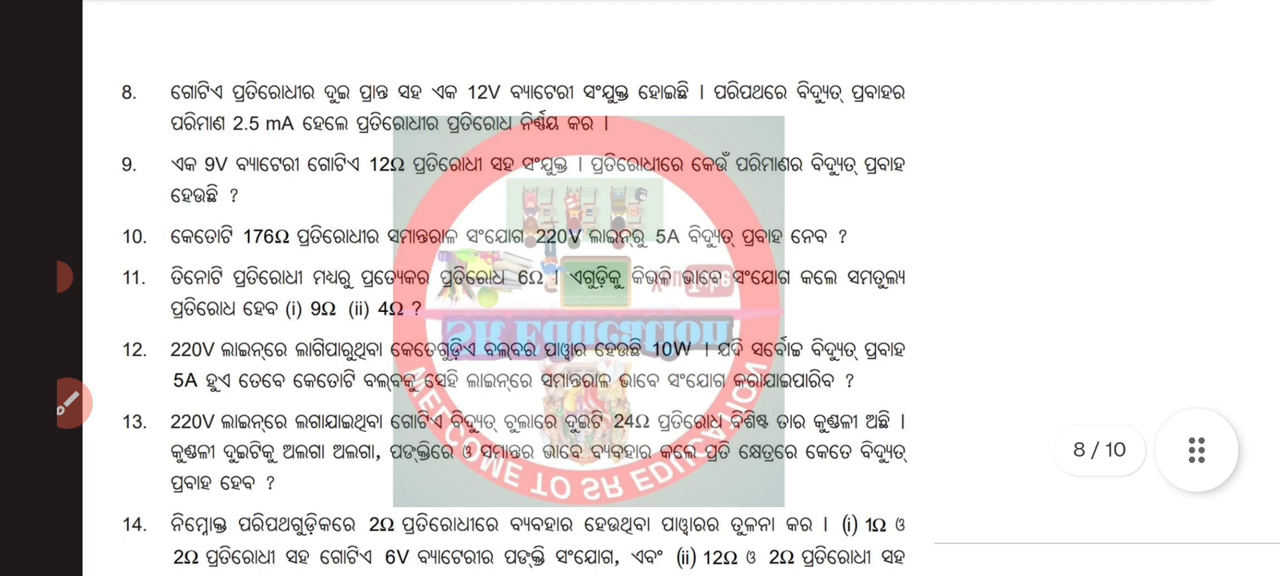 8. ଗୋଟିଏ ପ୍ରତିରୋଧୀର ଦୁଇ ପ୍ରାନ୍ତ ସହ ଏକ 12V ବ୍ୟାଟେରୀ ସଂଯୁକ୍ତ ହୋଇଛି । ପରିପଥରେ ବିଦ୍ୟୁତ୍ ପ୍ରବାହର
ପରିମାଣ 2.5 mA ହେଲେ ପ୍ରତିରୋଧୀର ପ୍ରତିରୋଧ ନିର୍ଣ୍ଣୟ କର ।
9. ଏକ 9V ବ୍ୟାଟେରୀ ଗୋଟିଏ 12Ω ପ୍ରତିରୋଧୀ ସହ ସଂଯୁକ୍ତ । ପ୍ରତିରୋଧୀରେ କେଉଁ ପରିମାଣର ବିଦ୍ୟୁତ୍ ପ୍ରବାହ
ହେଉଛି ?
10. କେତୋଟି 176Ω ପ୍ରତିରୋଧୀର ସମାନ୍ତରାଳ ସଂଯୋଗ 220V ଲାଇନ୍‌ରୁ 5A ବିଦ୍ୟୁତ୍ ପ୍ରବାହ ନେବ ?
11. ତିନୋଟି ପ୍ରତିରୋଧୀ ମଧ୍ୟରୁ ପ୍ରତ୍ୟେକର ପ୍ରତିରୋଧ 6Ω । ଏଗୁଡ଼ିକୁ କିଭଳି ଭାବେ ସଂଯୋଗ କଲେ ସମତୁଲ୍ୟ
ପ୍ରତିରୋଧ ହେବ (i) 9Ω (ii) 4Ω ?
SR Education
12. 220V ଲାଇନ୍‌ରେ ଲାଗିପାରୁଥିବା କେତେଗୁଡ଼ିଏ ବଲ୍‌ବର ପାୱାର ହେଉଛି 10W । ଯଦି ସର୍ବୋଚ୍ଚ ବିଦ୍ୟୁତ୍ ପ୍ରବାହ
5A ହୁଏ ତେବେ କେତୋଟି ବଲ୍‌ବକୁ ସେହି ଲାଇନ୍‌ରେ ସମାନ୍ତରାଳ ଭାବେ ସଂଯୋଗ କରାଯାଇପାରିବ ?
13. 220V ଲାଇନ୍‌ରେ ଲଗାଯାଇଥିବା ଗୋଟିଏ ବିଦ୍ୟୁତ୍ ଚୁଲାରେ ଦୁଇଟି 24Ω ପ୍ରତିରୋଧ ବିଶିଷ୍ଟ ତାର କୁଣ୍ଡଳୀ ଅଛି ।
କୁଣ୍ଡଳୀ ଦୁଇଟିକୁ ଅଲଗା ଅଲଗା, ପଙ୍‌କ୍ତିରେ ଓ ସମାନ୍ତର ଭାବେ ବ୍ୟବହାର କଲେ ପ୍ରତି କ୍ଷେତ୍ରରେ କେତେ ବିଦ୍ୟୁତ୍
ପ୍ରବାହ ହେବ ?
WELCOME TO SR EDUCATION
8 / 10
14. ନିମ୍ନୋକ୍ତ ପରିପଥଗୁଡ଼ିକରେ 2Ω ପ୍ରତିରୋଧୀରେ ବ୍ୟବହାର ହେଉଥିବା ପାୱାରର ତୁଳନା କର । (i) 1Ω ଓ
2Ω ପ୍ରତିରୋଧୀ ସହ ଗୋଟିଏ 6V ବ୍ୟାଟେରୀର ପଙ୍‌କ୍ତି ସଂଯୋଗ, ଏବଂ (ii) 12Ω ଓ 2Ω ପ୍ରତିରୋଧୀ ସହ